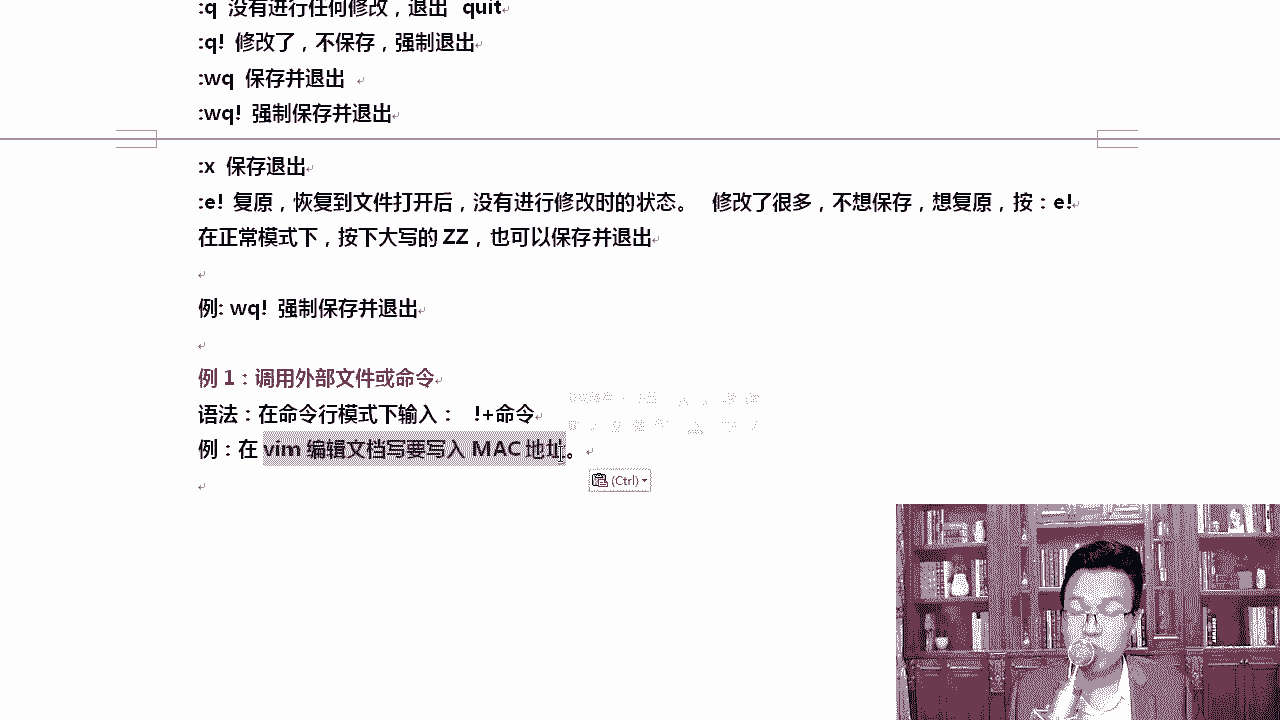 :q 没有进行任何修改，退出 quit
:q! 修改了，不保存，强制退出
:wq 保存并退出
:wq! 强制保存并退出
:x 保存退出
:e! 复原，恢复到文件打开后，没有进行修改时的状态。 修改了很多，不想保存，想复原，按：e!
在正常模式下，按下大写的 ZZ，也可以保存并退出
例: wq! 强制保存并退出
例 1：调用外部文件或命令
语法：在命令行模式下输入： !+命令
例：在 vim 编辑文档写要写入 MAC 地址。
(Ctrl)